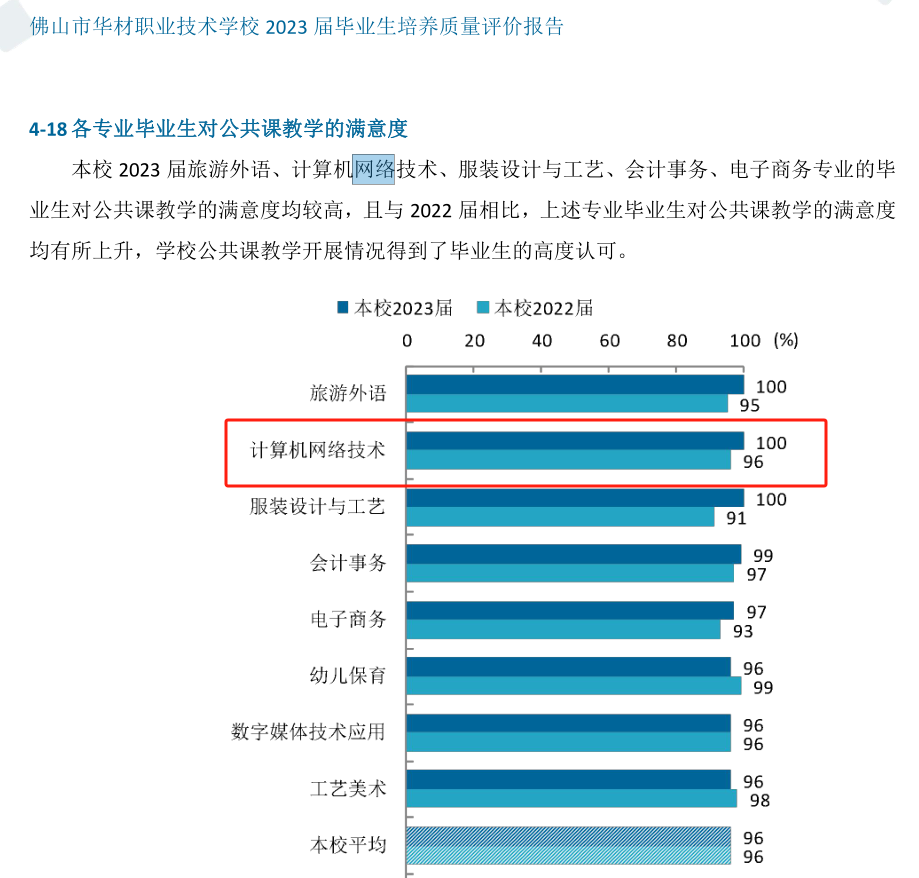 佛山市华材职业技术学校 2023 届毕业生培养质量评价报告
4-18 各专业毕业生对公共课教学的满意度
本校 2023 届旅游外语、计算机网络技术、服装设计与工艺、会计事务、电子商务专业的毕
业生对公共课教学的满意度均较高，且与 2022 届相比，上述专业毕业生对公共课教学的满意度
均有所上升，学校公共课教学开展情况得到了毕业生的高度认可。
本校2023届 本校2022届
0 20 40 60 80 100 (%)
旅游外语 100
95
计算机网络技术 100
96
服装设计与工艺 100
91
会计事务 99
97
电子商务 97
93
幼儿保育 96
99
数字媒体技术应用 96
96
工艺美术 96
98
本校平均 96
96